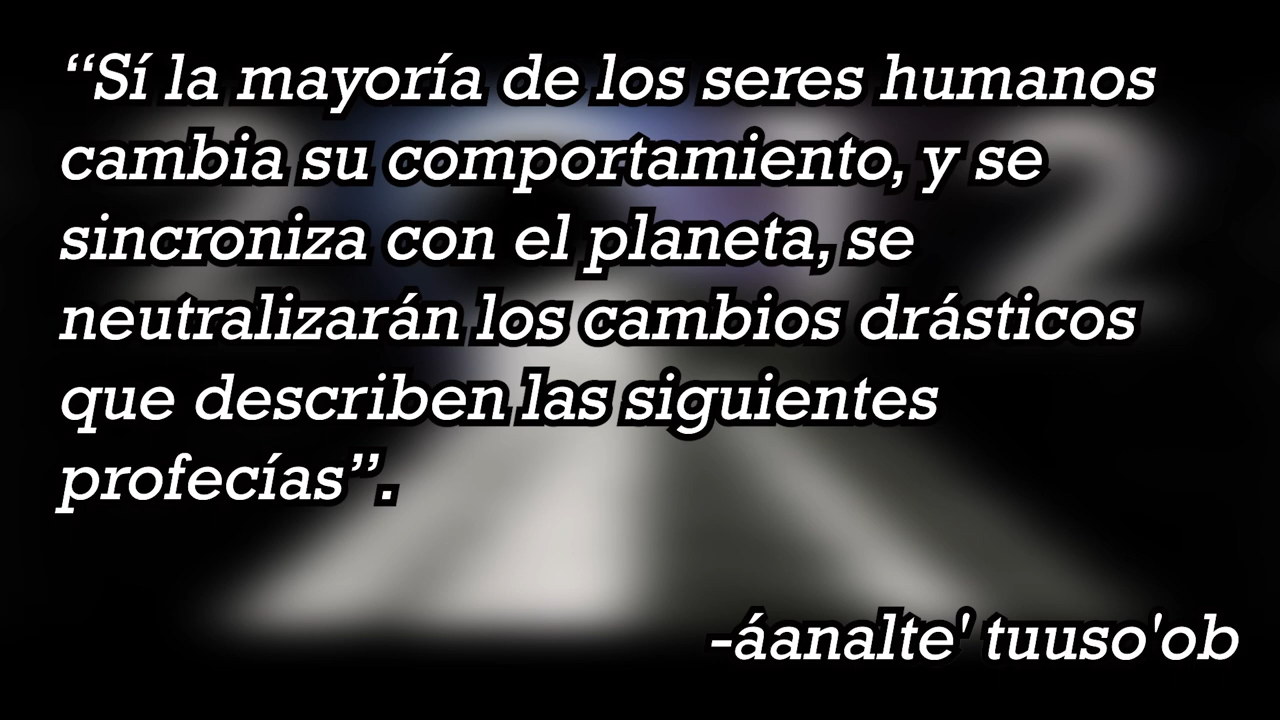 “Sí la mayoría de los seres humanos
cambia su comportamiento, y se
sincroniza con el planeta, se
neutralizarán los cambios drásticos
que describen las siguientes
profecías”.
-áanalte' tuuso'ob